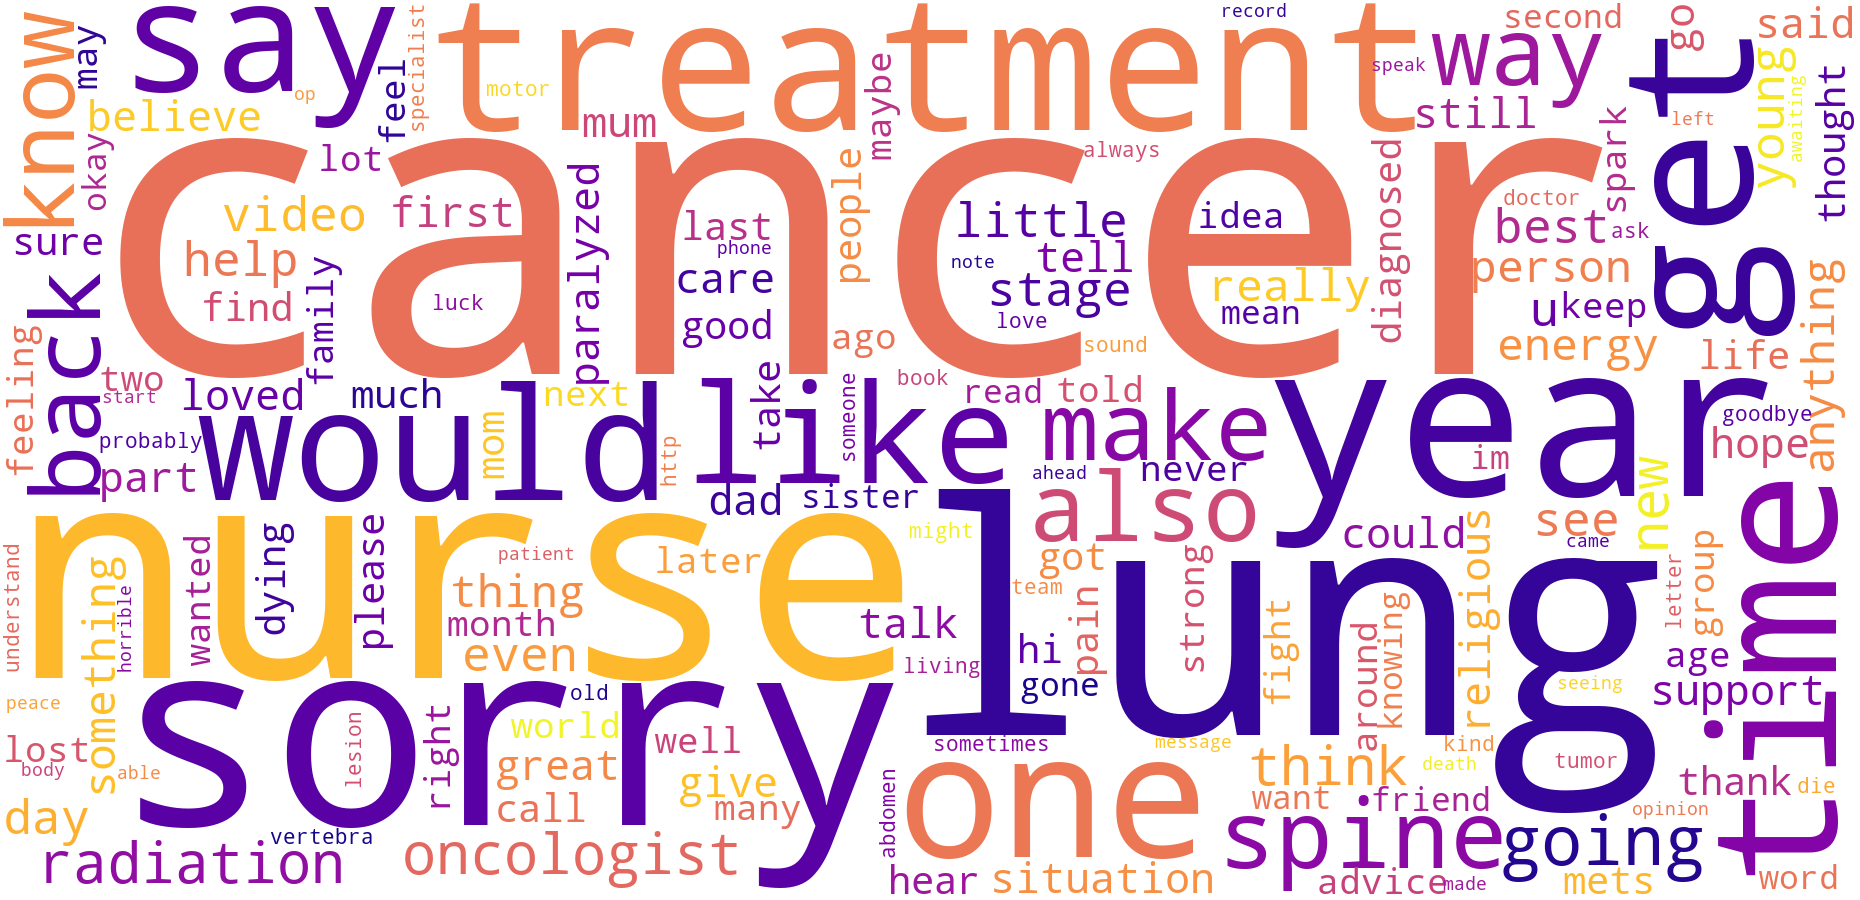 say
treatment
record
second
go
said
know
may
believe
op
feel
specialist
motor
mum
maybe
speak
way
still
left
get
young
awaiting
thought
okay
lot
cancer
always
video
first
paralyzed
last
people
little
idea
diagnosed
doctor
spark
best
ask
sure
help
phone
care
note
tell
really
person
find
luck
family
good
love
stage
mean
u
keep
ago
sound
energy
life
anything
back
feeling
two
start
loved
much
next
take
someone
book
read
told
year
goodbye
probably
would
like
make
hope
part
mom
http
ahead
never
im
new
dad
sister
also
nurse
lung
time
might
could
see
came
understand
something
horrible
wanted
dying
please
patient
later
thing
month
even
got
team
pain
strong
talk
hi
living
gone
fight
around
knowing
religious
letter
group
age
seeing
support
peace
sorry
old
world
well
lost
body
able
lesion
right
great
give
call
many
sometimes
message
kind
death
tumor
one
think
thank
die
day
vertebra
radiation
oncologist
abdomen
want
friend
opinion
spine
going
hear
situation
advice
made
mets
word